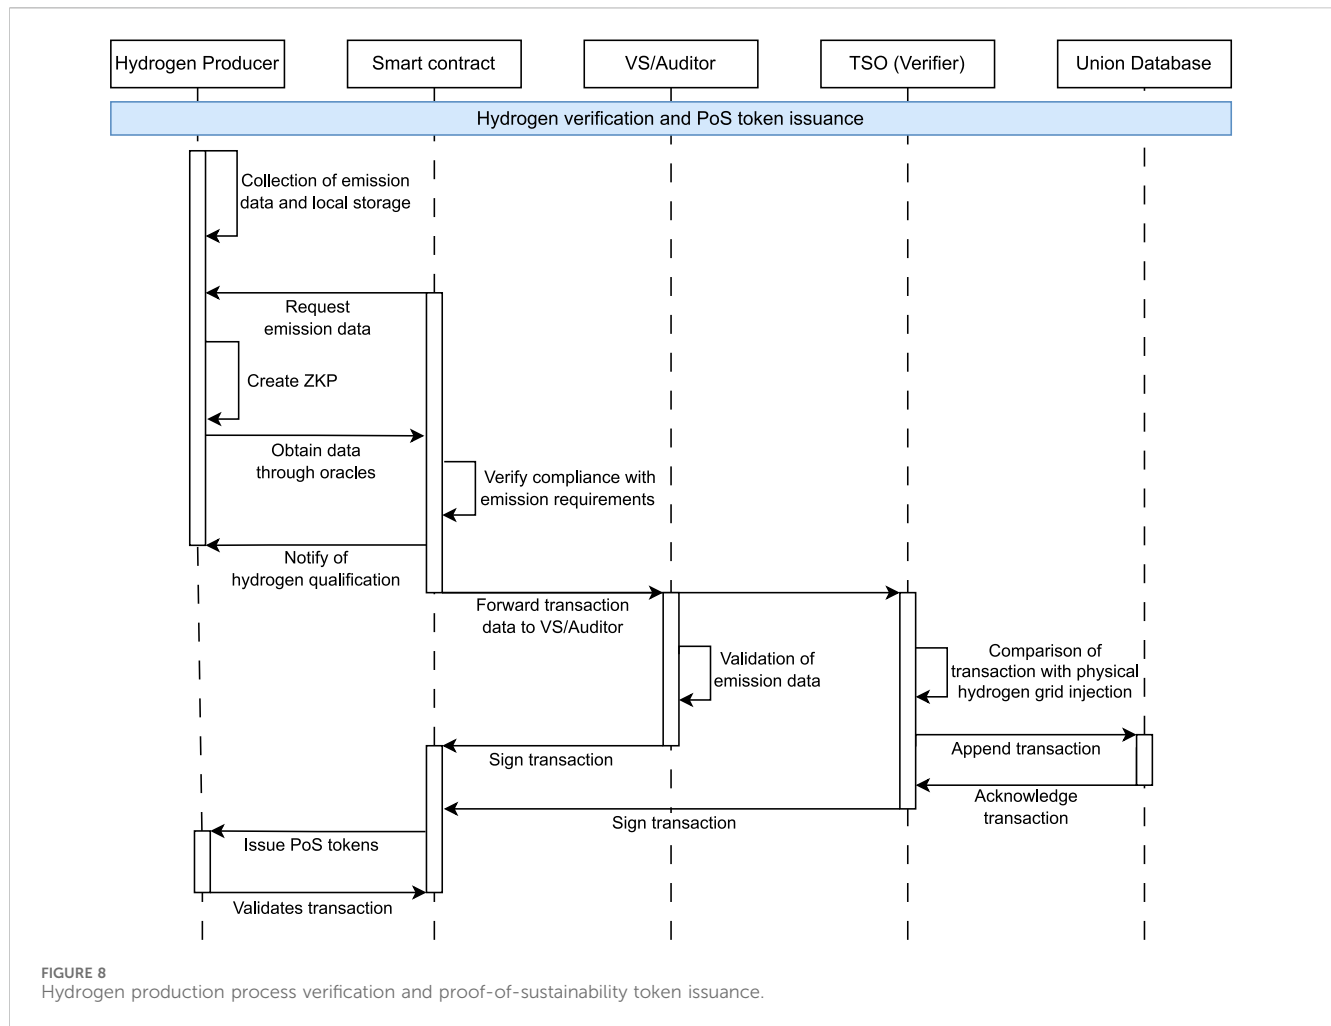 Hydrogen Producer
Smart contract
VS/Auditor
TSO (Verifier)
Union Database
Hydrogen verification and PoS token issuance
Collection of emission
data and local storage
Request
emission data
Create ZKP
Obtain data
through oracles
Verify compliance with
emission requirements
Notify of
hydrogen qualification
Forward transaction
data to VS/Auditor
Validation of
emission data
Comparison of
transaction with physical
hydrogen grid injection
Sign transaction
Append transaction
Acknowledge
transaction
Sign transaction
Issue PoS tokens
Validates transaction
FIGURE 8
Hydrogen production process verification and proof-of-sustainability token issuance.